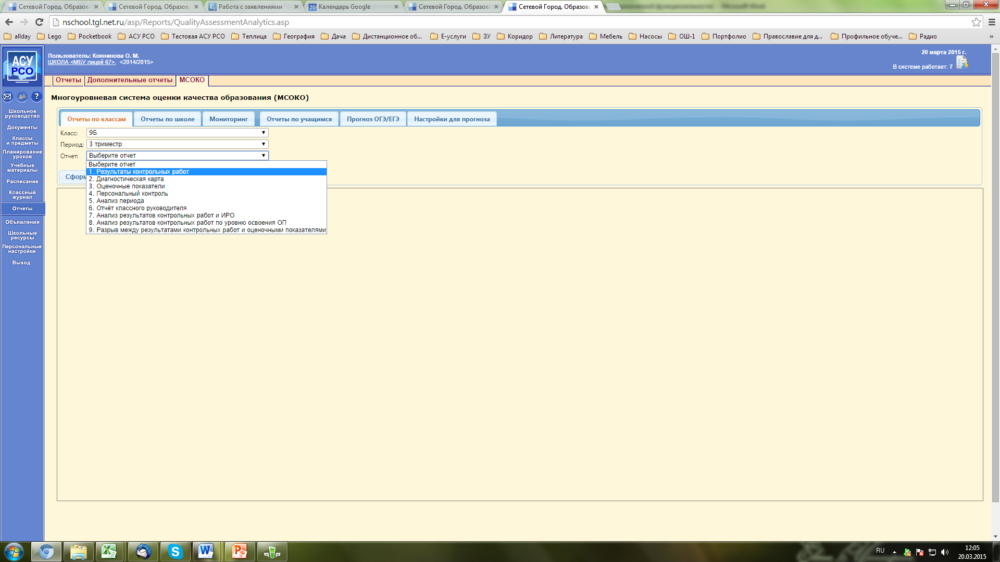 Сетевой Город. Образова
Сетевой Город. Образова
Работа с заявлениями
20 Календарь Google
Сетевой Город. Образова
Сетевой Город. Образова
nschool.tgl.net.ru/asp/Reports/QualityAssessmentAnalytics.asp
allday Lego Pocketbook АСУ РСО Тестовая АСУ РСО Теплица География Дача Дистанционное об... Е-услуги ЗУ Коридор Литература Мебель Насосы ОШ-1 Портфолио Православие для д... Профильное обуче... Радио »
АСУ
РСО
Пользователь: Копнинова О. М.
ШКОЛА <МБУ лицей 67>, <2014/2015>
20 марта 2015 г.
В системе работает: 7
Отчеты Дополнительные отчеты МСОКО
Многоуровневая система оценки качества образования (МСОКО)
Отчеты по классам Отчеты по школе Мониторинг Отчеты по учащимся Прогноз ОГЭ/ЕГЭ Настройки для прогноза
Класс: 9Б
Период: 3 триместр
Отчет: Выберите отчет
Выберите отчет
1. Результаты контрольных работ
2. Диагностическая карта
3. Оценочные показатели
4. Персональный контроль
5. Анализ периода
6. Отчёт классного руководителя
7. Анализ результатов контрольных работ и ИРО
8. Анализ результатов контрольных работ по уровню освоения ОП
9. Разрыв между результатами контрольных работ и оценочными показателями
Сформ
Школьное
руководство
Документы
Классы
и предметы
Планирование
уроков
Учебные
материалы
Расписание
Классный
журнал
Отчеты
Объявления
Школьные
ресурсы
Персональные
настройки
Выход
RU
12:05
20.03.2015